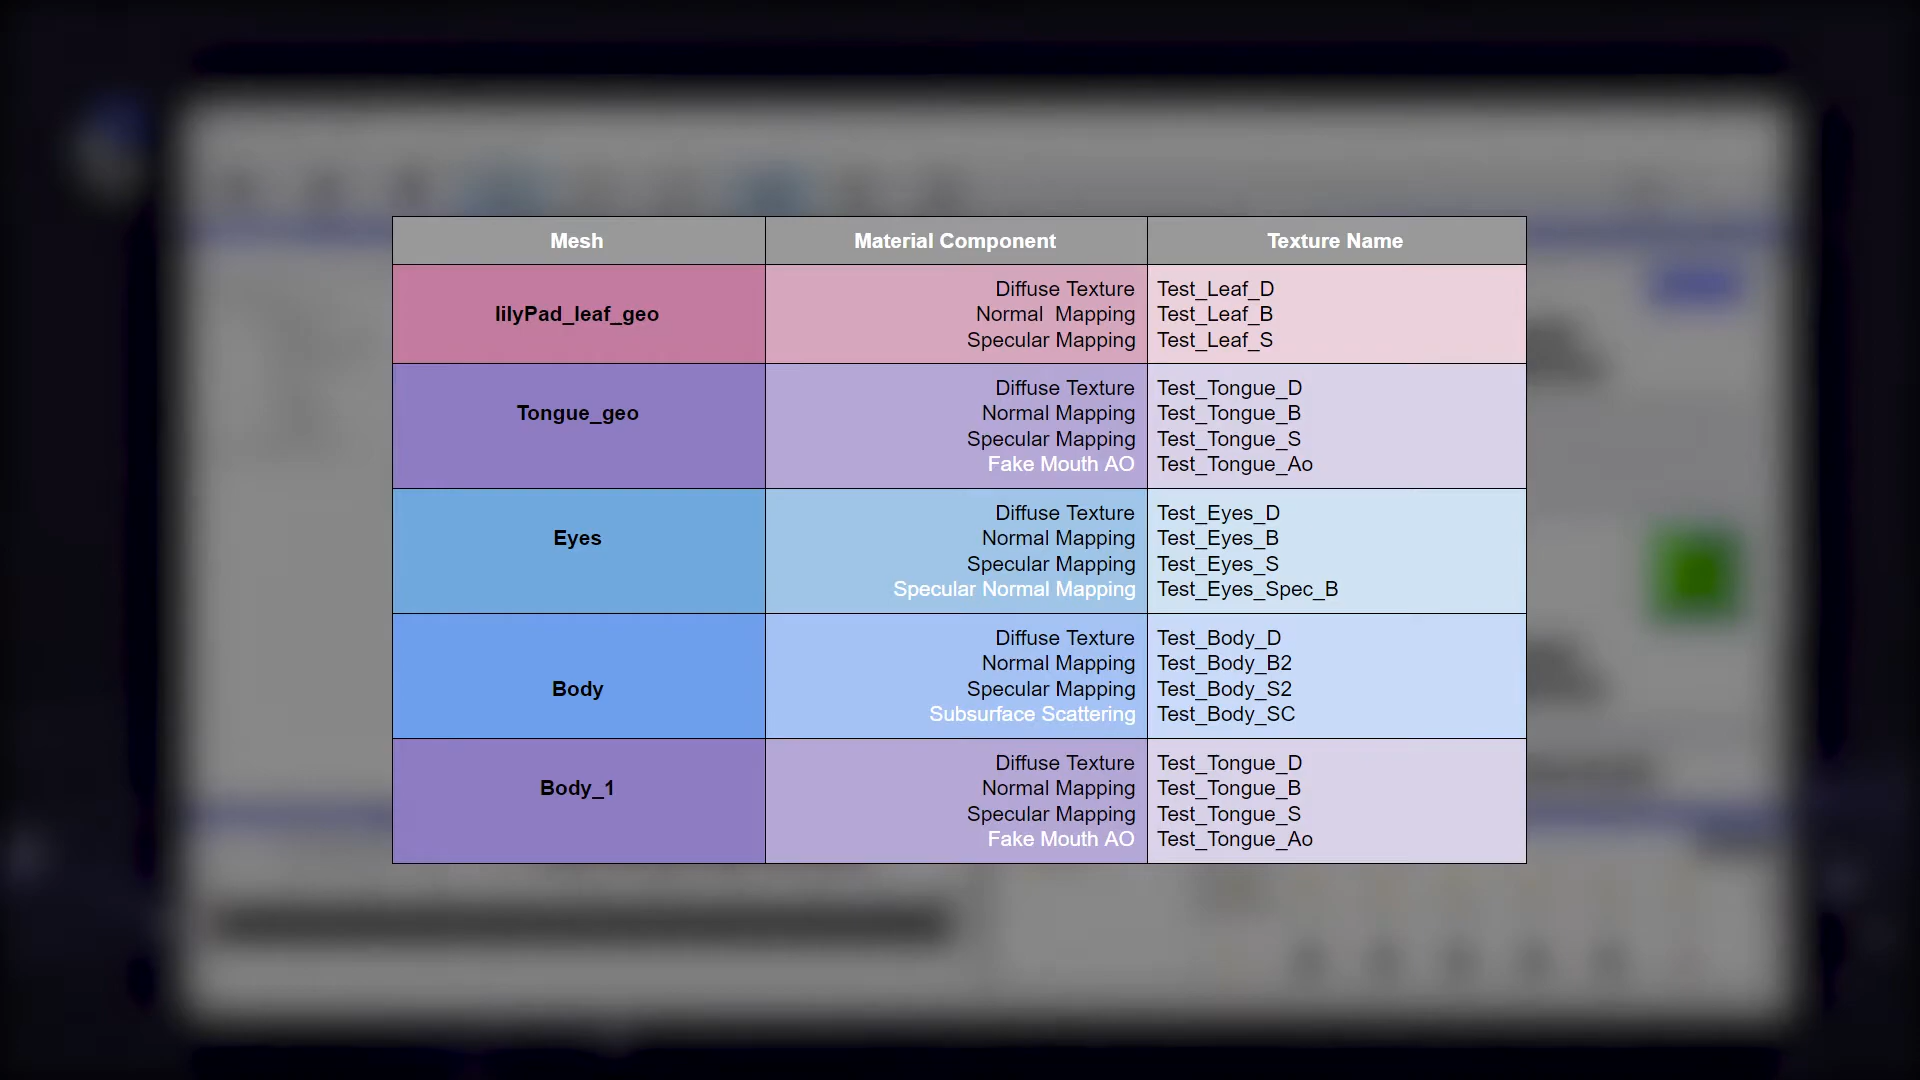 Mesh Material Component Texture Name
lilyPad_leaf_geo
Diffuse Texture Test_Leaf_D
Normal  Mapping Test_Leaf_B
Specular Mapping Test_Leaf_S
Tongue_geo
Diffuse Texture Test_Tongue_D
Normal Mapping Test_Tongue_B
Specular Mapping Test_Tongue_S
Fake Mouth AO Test_Tongue_Ao
Eyes
Diffuse Texture Test_Eyes_D
Normal Mapping Test_Eyes_B
Specular Mapping Test_Eyes_S
Specular Normal Mapping Test_Eyes_Spec_B
Body
Diffuse Texture Test_Body_D
Normal Mapping Test_Body_B2
Specular Mapping Test_Body_S2
Subsurface Scattering Test_Body_SC
Body_1
Diffuse Texture Test_Tongue_D
Normal Mapping Test_Tongue_B
Specular Mapping Test_Tongue_S
Fake Mouth AO Test_Tongue_Ao